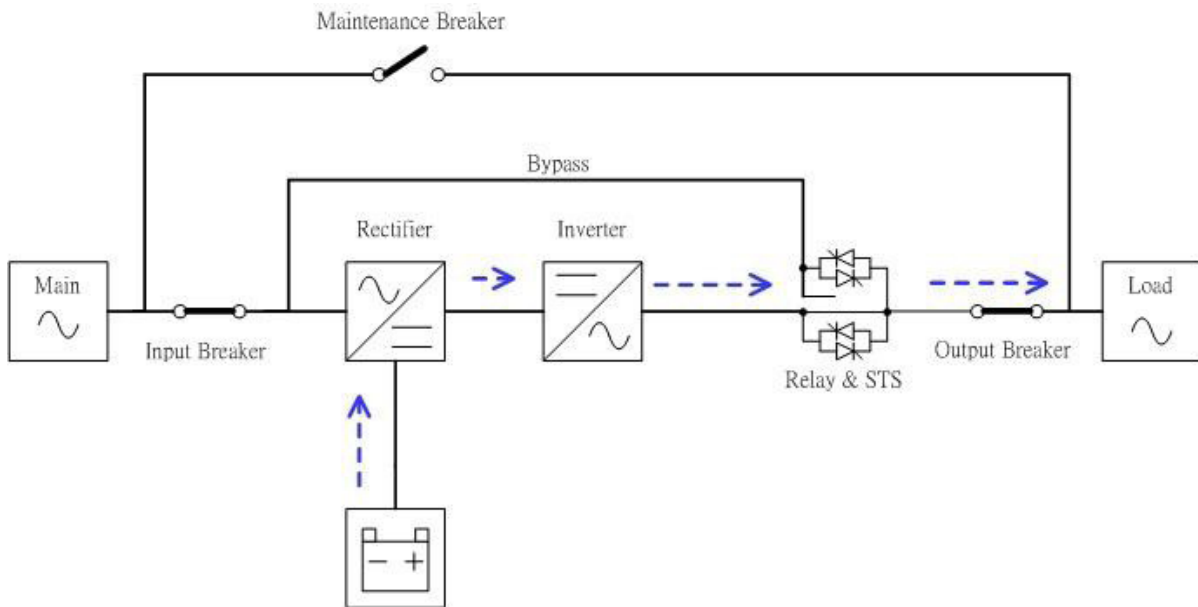 Maintenance Breaker
Bypass
Rectifier
Inverter
Main
Load
Input Breaker
Output Breaker
Relay & STS
− +